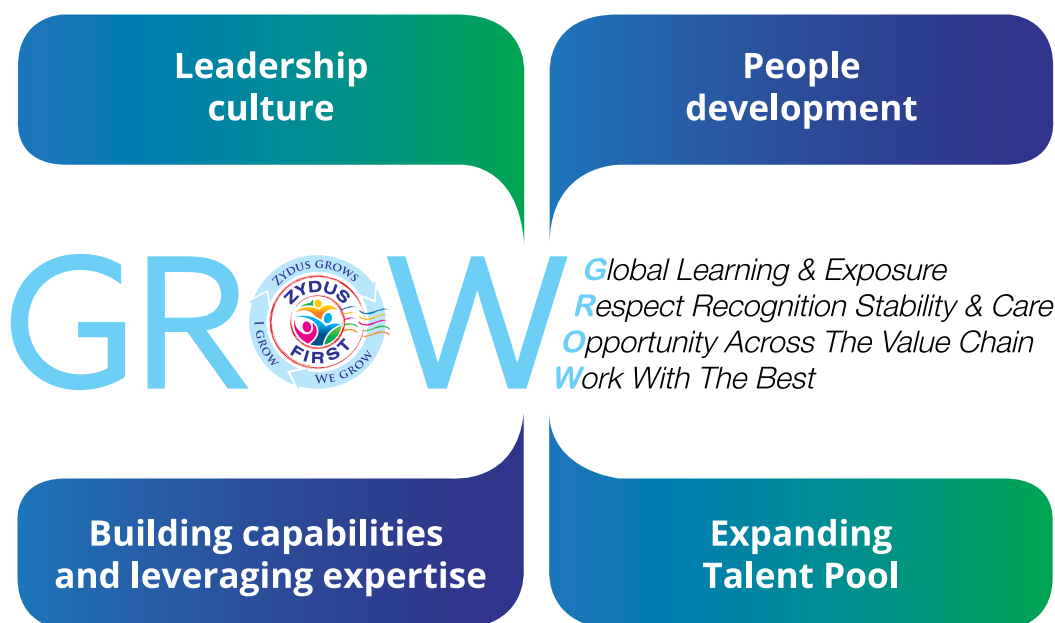 Leadership
culture
People
development
GROW
ZYDUS GROWS
I GROW
WE GROW
ZYDUS
FIRST
Global Learning & Exposure
Respect Recognition Stability & Care
Opportunity Across The Value Chain
Work With The Best
Building capabilities
and leveraging expertise
Expanding
Talent Pool